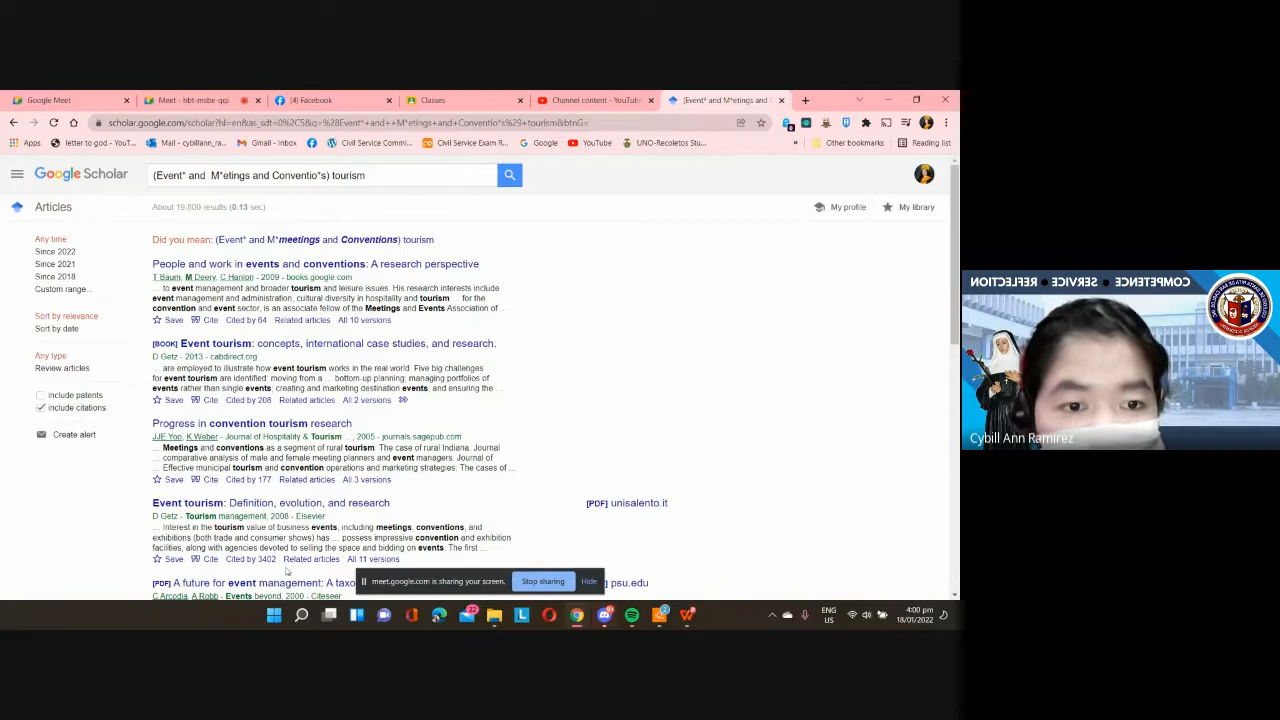 Google Meet
Meet - hbt-msbe-qqi
(4) Facebook
Classes
Channel content - YouTub
(Event* and M*etings and C
scholar.google.com/scholar?hl=en&as_sdt=0%2C5&q=%28Event*+and++M*etings+and+Conventio*s%29+tourism&btnG=
Apps
letter to god - YouT...
Mail - cybillann_ra...
Gmail - Inbox
Civil Service Commi...
Civil Service Exam R...
Google
YouTube
UNO-Recoletos Stu...
»
Other bookmarks
Reading list
Google Scholar
(Event* and  M*etings and Conventio*s) tourism
Articles
About 19,800 results (0.13 sec)
My profile
My library
Any time
Since 2022
Since 2021
Since 2018
Custom range...
Sort by relevance
Sort by date
Any type
Review articles
include patents
include citations
Create alert
Did you mean: (Event* and M*meetings and Conventions) tourism
People and work in events and conventions: A research perspective
T Baum, M Deery, C Hanlon - 2009 - books.google.com
... to event management and broader tourism and leisure issues. His research interests include
event management and administration, cultural diversity in hospitality and tourism ... for the
convention and event sector, is an associate fellow of the Meetings and Events Association of ...
Save Cite Cited by 64 Related articles All 10 versions
[BOOK] Event tourism: concepts, international case studies, and research.
D Getz - 2013 - cabdirect.org
... are employed to illustrate how event tourism works in the real world. Five big challenges
for event tourism are identified: moving from a ... bottom-up planning; managing portfolios of
events rather than single events; creating and marketing destination events; and ensuring the ...
Save Cite Cited by 208 Related articles All 2 versions
Progress in convention tourism research
JJE Yoo, K Weber - Journal of Hospitality & Tourism ..., 2005 - journals.sagepub.com
... Meetings and conventions as a segment of rural tourism: The case of rural Indiana. Journal
... comparative analysis of male and female meeting planners and event managers. Journal of
... Effective municipal tourism and convention operations and marketing strategies: The cases of ...
Save Cite Cited by 177 Related articles All 3 versions
Event tourism: Definition, evolution, and research
[PDF] unisalento.it
D Getz - Tourism management, 2008 - Elsevier
... Interest in the tourism value of business events, including meetings, conventions, and
exhibitions (both trade and consumer shows) has ... possess impressive convention and exhibition
facilities, along with agencies devoted to selling the space and bidding on events. The first ...
Save Cite Cited by 3402 Related articles All 11 versions
[PDF] A future for event management: A taxo
psu.edu
C Arcodia, A Robb - Events beyond, 2000 - Citeseer
meet.google.com is sharing your screen.
Stop sharing
Hide
22
ENG
US
4:00 pm
18/01/2022
COMPETENCE • SERVICE • REFLECTION
Cybill Ann Ramirez